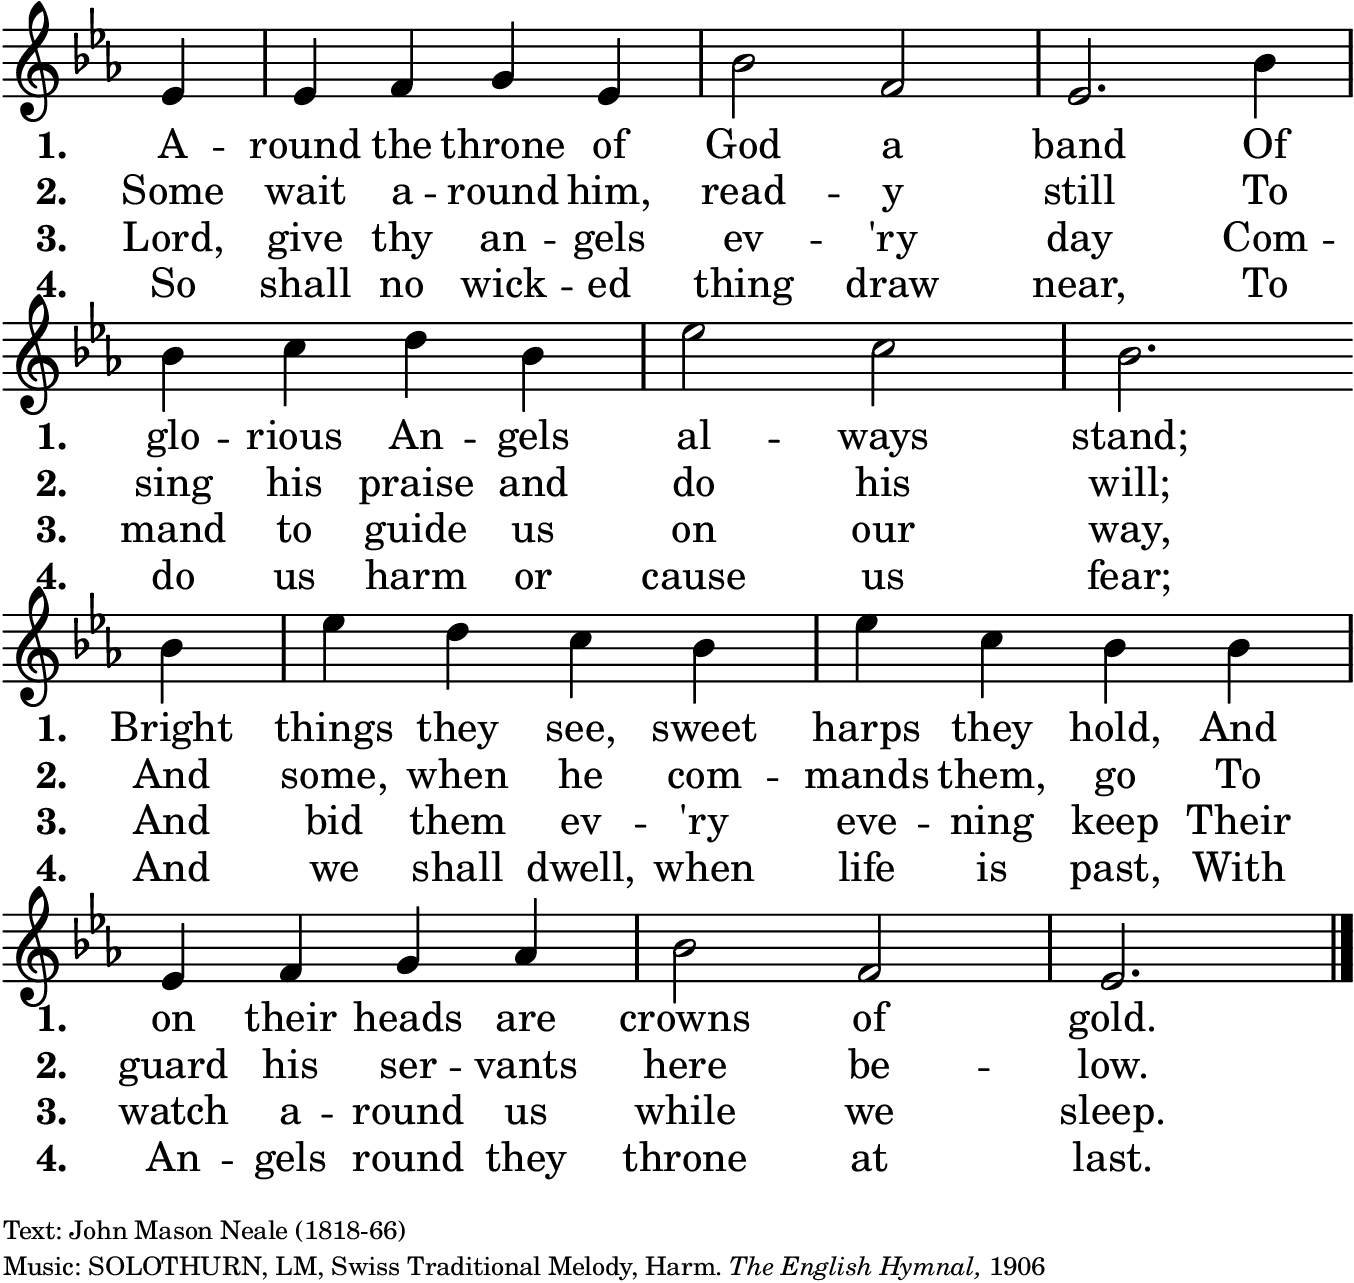 1. A - round the throne of God a band Of
2. Some wait a - round him, read - y still To
3. Lord, give thy an - gels ev - 'ry day Com -
4. So shall no wick - ed thing draw near, To
1. glo - rious An - gels al - ways stand;
2. sing his praise and do his will;
3. mand to guide us on our way,
4. do us harm or cause us fear;
1. Bright things they see, sweet harps they hold, And
2. And some, when he com - mands them, go To
3. And bid them ev - 'ry eve - ning keep Their
4. And we shall dwell, when life is past, With
1. on their heads are crowns of gold.
2. guard his ser - vants here be - low.
3. watch a - round us while we sleep.
4. An - gels round they throne at last.
Text: John Mason Neale (1818-66)
Music: SOLOTHURN, LM, Swiss Traditional Melody, Harm. The English Hymnal, 1906